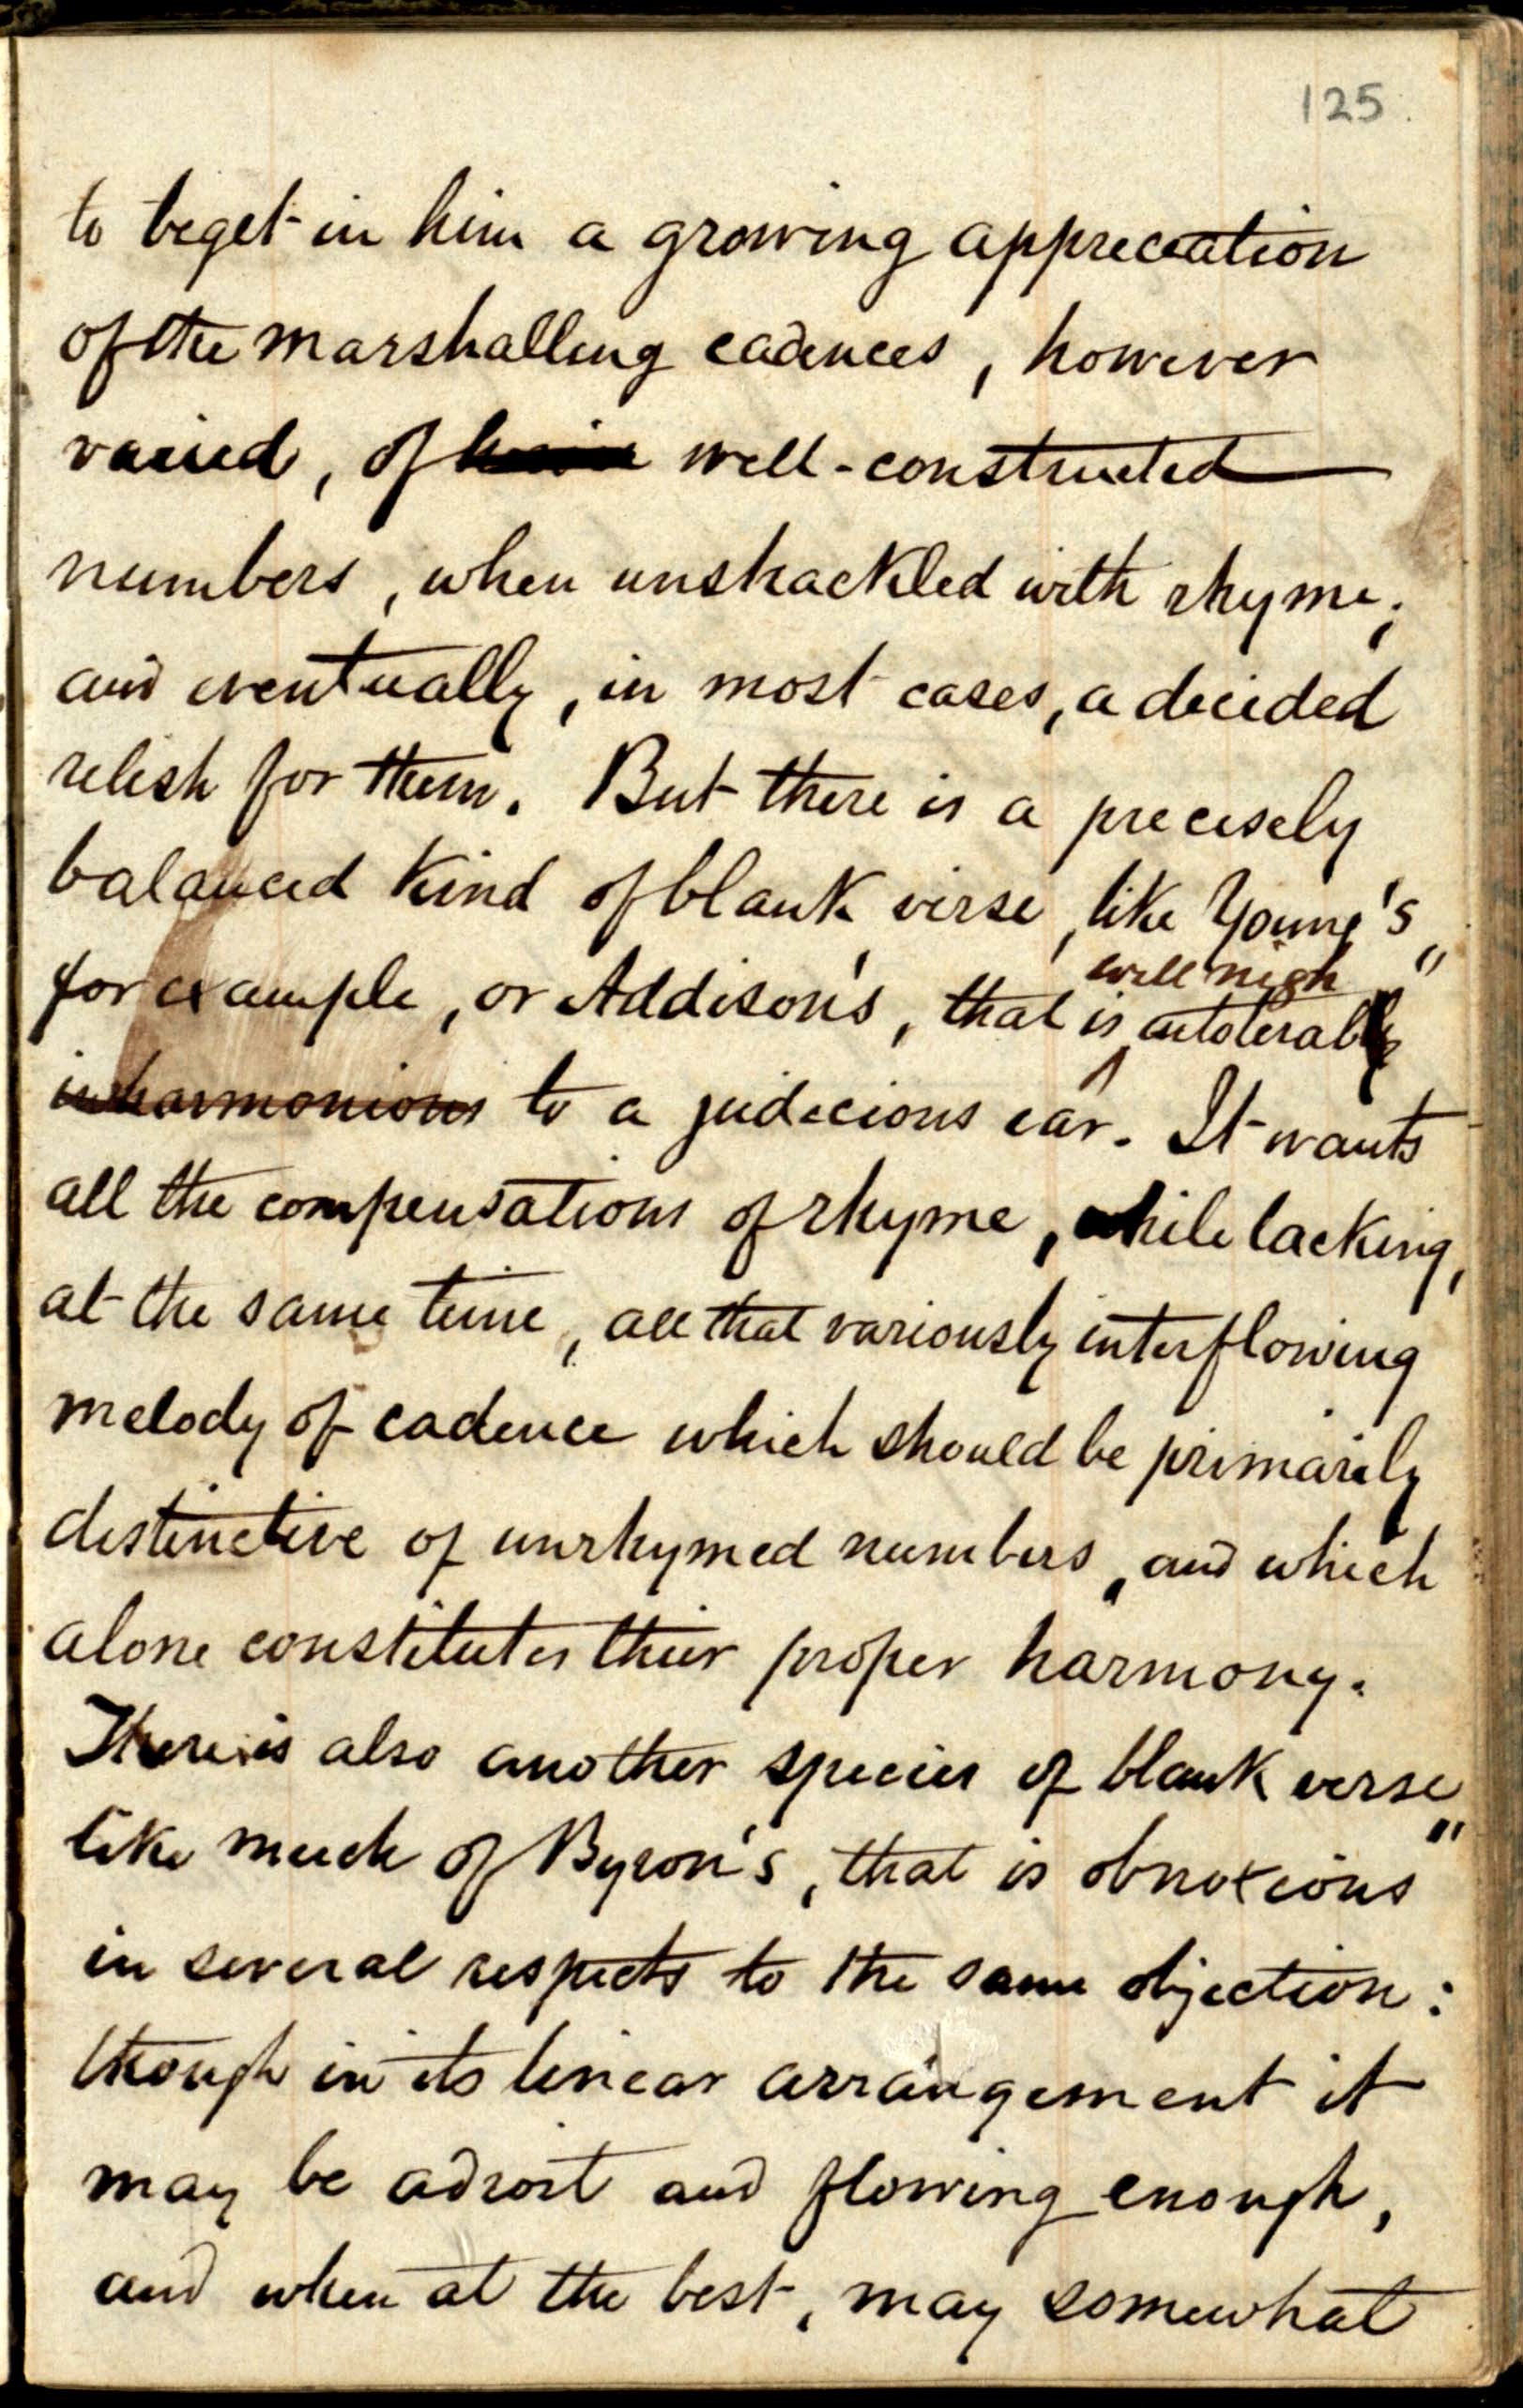 125.
to beget in him a growing appreciation
of the marshalling cadences, however
varied, of well-constructed
numbers, when unshackled with rhyme;
and eventually, in most cases, a decided
relish for them. But there is a precisely
balanced kind of blank verse, like Young's,
well nigh "
for example, or Addison's, that is intolerable
inharmonious to a judicious ear. It wants
all the compensations of rhyme, while lacking,
at the same time, all that variously interflowing
melody of cadence which should be primarily
distinctive of unrhymed numbers, and which
alone constitutes their proper harmony.
There is also another species of blank verse,
like much of Byron's, that is obnoxious "
in several respects to the same objection:
though in its linear arrangement it
may be adroit and flowing enough,
and when at the best, may somewhat